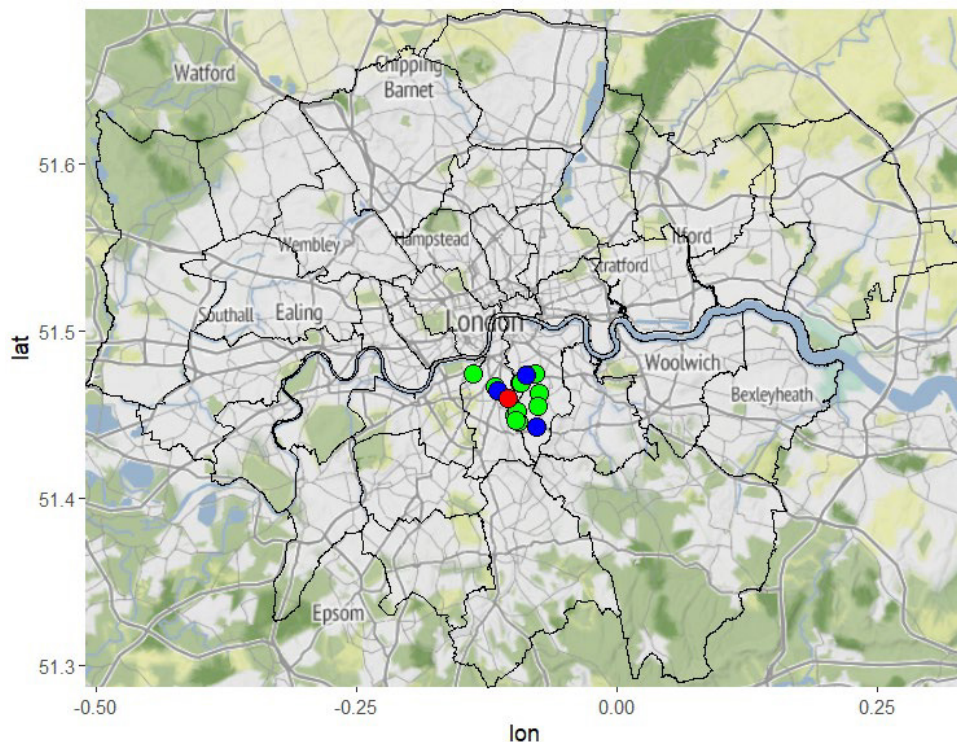 Watford
Chipping
Barnet
51.6
Wembley
Hampstead
Ilford
Stratford
Southall
Ealing
51.5
London
Woolwich
Bexleyheath
lat
51.4
Epsom
51.3
-0.50
-0.25
0.00
0.25
lon